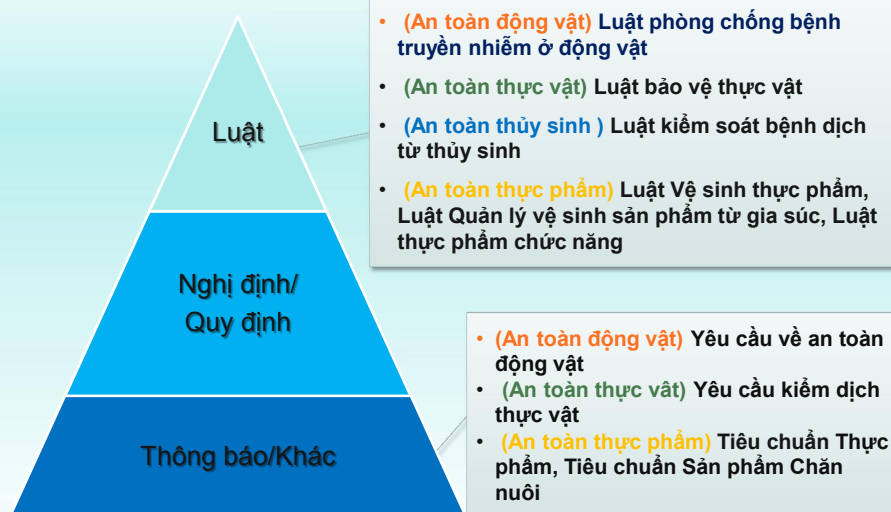 Luật
Nghị định/
Quy định
Thông báo/Khác
• (An toàn động vật) Luật phòng chống bệnh
truyền nhiễm ở động vật
• (An toàn thực vật) Luật bảo vệ thực vật
• (An toàn thủy sinh ) Luật kiểm soát bệnh dịch
từ thủy sinh
• (An toàn thực phẩm) Luật Vệ sinh thực phẩm,
Luật Quản lý vệ sinh sản phẩm từ gia súc, Luật
thực phẩm chức năng
• (An toàn động vật) Yêu cầu về an toàn
động vật
• (An toàn thực vât) Yêu cầu kiểm dịch
thực vật
• (An toàn thực phẩm) Tiêu chuẩn Thực
phẩm, Tiêu chuẩn Sản phẩm Chăn
nuôi